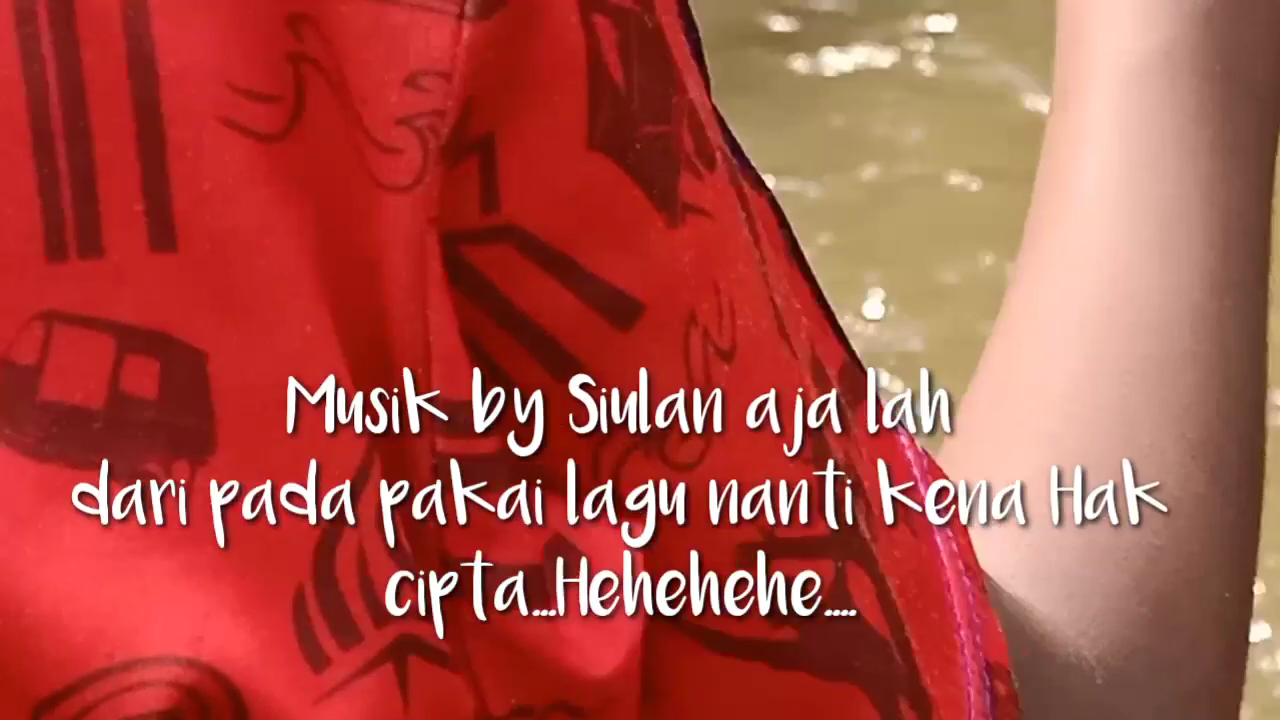 Musik by Siulan aja lah
dari pada pakai lagu nanti kena Hak
cipta...Hehehehe....